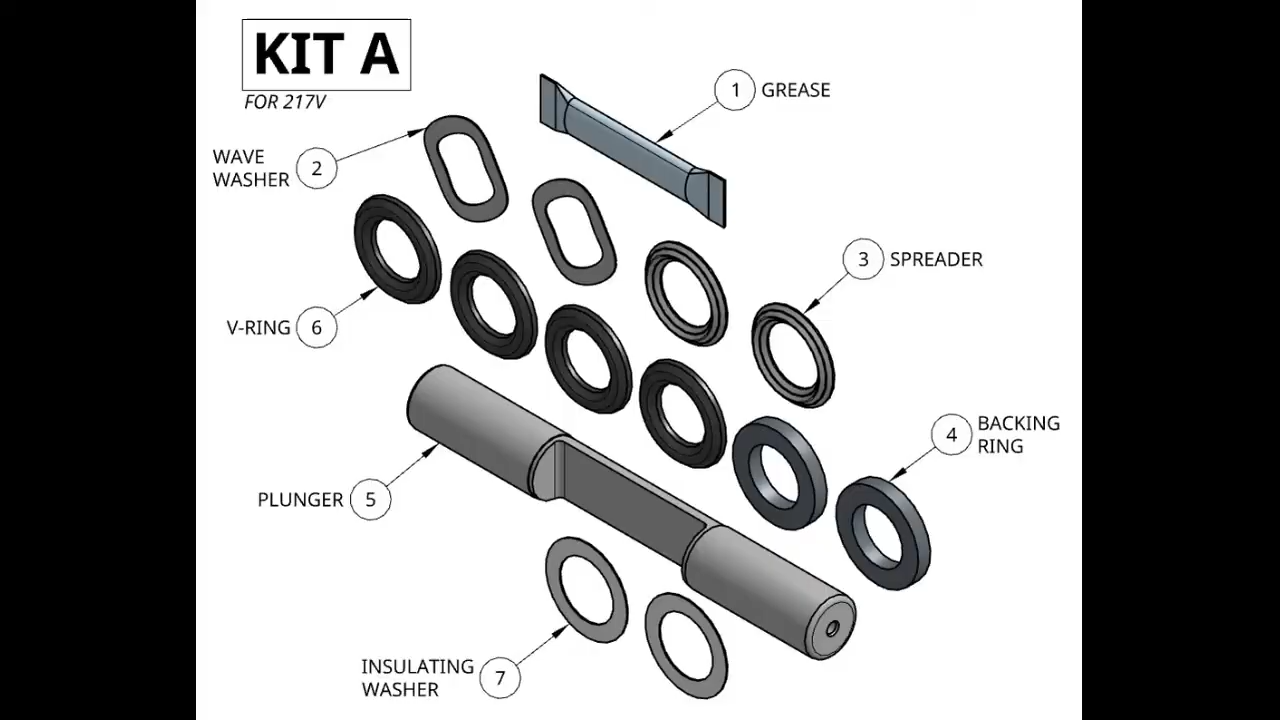 KIT A
FOR 217V
1 GREASE
WAVE
WASHER 2
3 SPREADER
V-RING 6
4 BACKING
RING
PLUNGER 5
INSULATING
WASHER 7